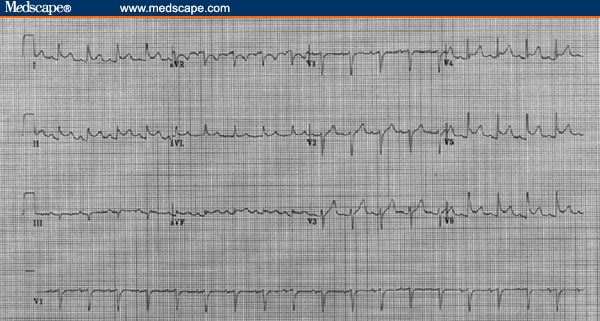 Medscape® www.medscape.com
I aVR V1 V4
II aVL V2 V5
III aVF V3 V6
V1